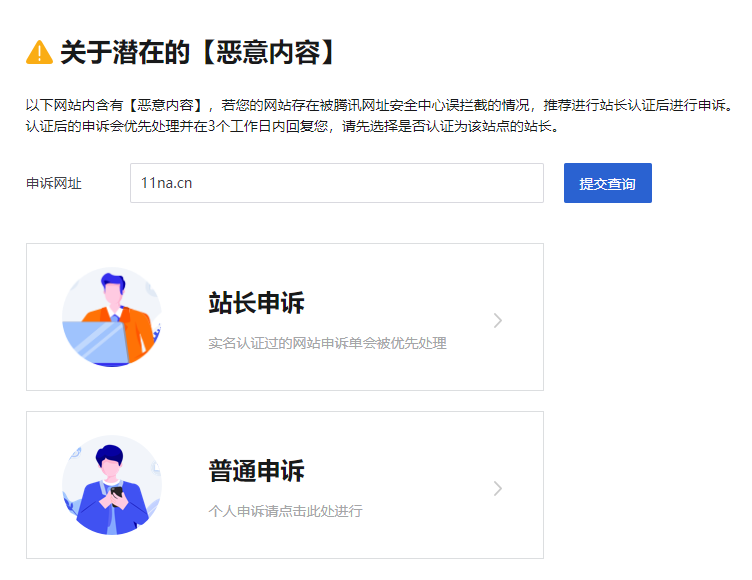 关于潜在的【恶意内容】
以下网站内含有【恶意内容】，若您的网站存在被腾讯网址安全中心误拦截的情况，推荐进行站长认证后进行申诉。
认证后的申诉会优先处理并在3个工作日内回复您，请先选择是否认证为该站点的站长。
申诉网址
11na.cn
提交查询
站长申诉
实名认证过的网站申诉单会被优先处理
普通申诉
个人申诉请点击此处进行